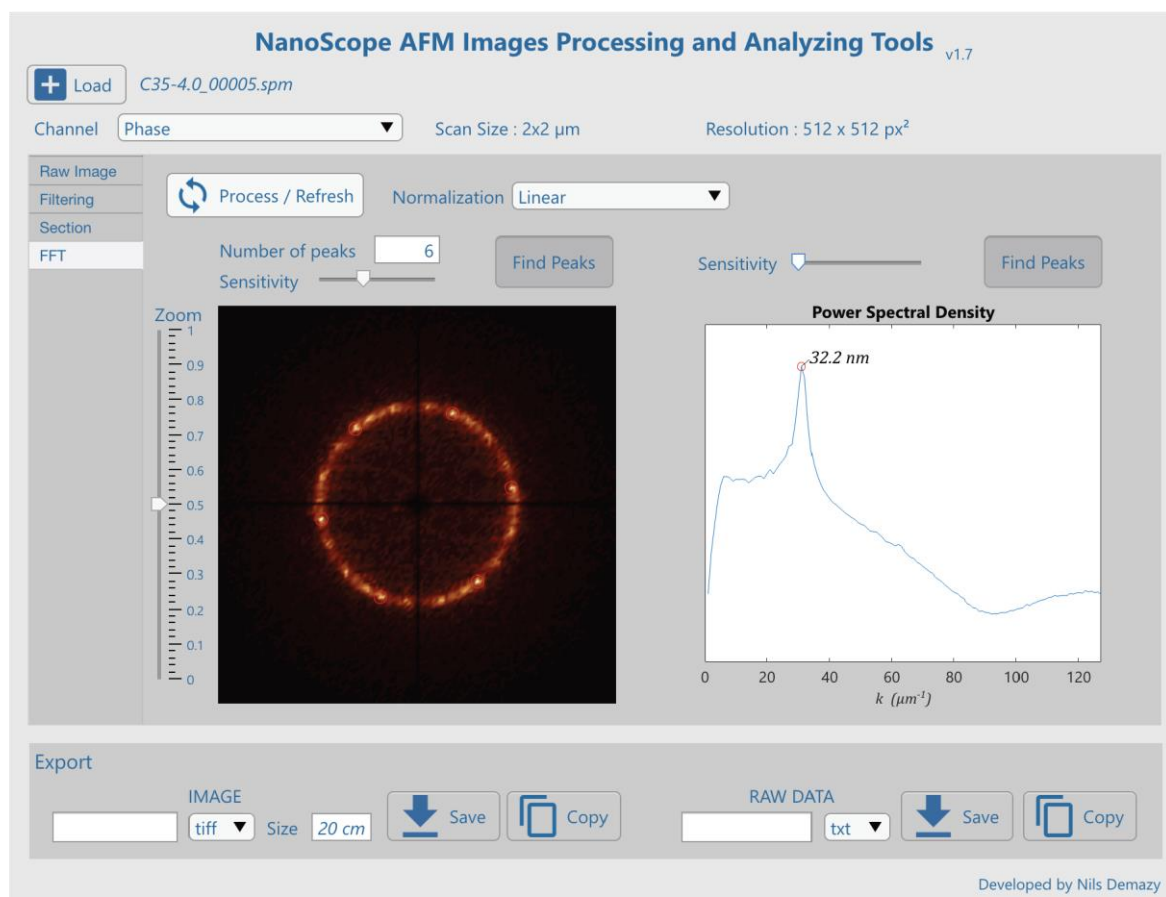 NanoScope AFM Images Processing and Analyzing Tools v1.7
Load C35-4.0_00005.spm
Channel Phase Scan Size : 2x2 µm Resolution : 512 x 512 px²
Raw Image
Filtering
Section
FFT
Process / Refresh Normalization Linear
Number of peaks 6
Sensitivity
Find Peaks
Sensitivity
Find Peaks
Zoom
1
0.9
0.8
0.7
0.6
0.5
0.4
0.3
0.2
0.1
0
Power Spectral Density
32.2 nm
0 20 40 60 80 100 120
k (µm⁻¹)
Export
IMAGE
tiff Size 20 cm Save Copy
RAW DATA
txt Save Copy
Developed by Nils Demazy